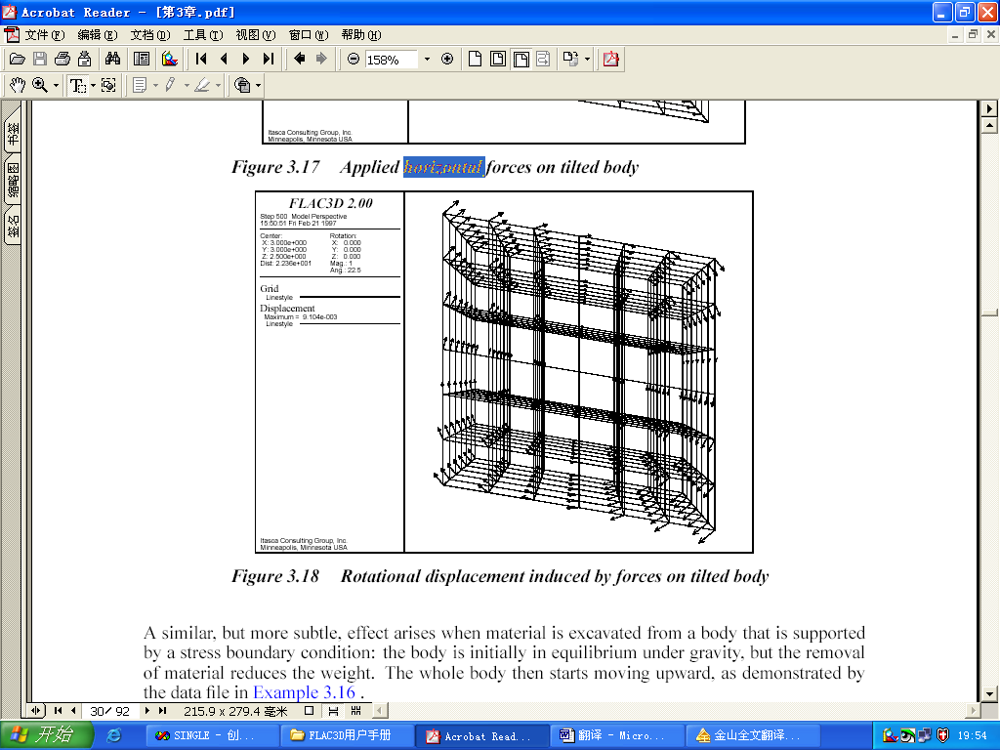 Acrobat Reader - [第3章.pdf]
文件(F) 编辑(E) 文档(D) 工具(T) 视图(V) 窗口(W) 帮助(H)
158%
书签
缩略图
签名
Itasca Consulting Group, Inc.
Minneapolis, Minnesota USA
Figure 3.17 Applied horizontal forces on tilted body
FLAC3D 2.00
Step 500 Model Perspective
15:50:51 Fri Feb 21 1997
Center: Rotation:
X: 3.000e+000 X: 0.000
Y: 3.000e+000 Y: 0.000
Z: 2.500e+000 Z: 0.000
Dist: 2.236e+001 Mag.: 1
Ang.: 22.5
Grid
Linestyle
Displacement
Maximum = 9.104e-003
Linestyle
Itasca Consulting Group, Inc.
Minneapolis, Minnesota USA
Figure 3.18 Rotational displacement induced by forces on tilted body
A similar, but more subtle, effect arises when material is excavated from a body that is supported
by a stress boundary condition: the body is initially in equilibrium under gravity, but the removal
of material reduces the weight. The whole body then starts moving upward, as demonstrated by
the data file in Example 3.16 .
30/ 92 215.9 x 279.4 毫米
开始 SINGLE - 创... FLAC3D用户手册 Acrobat Read... 翻译 - Micro... 金山全文翻译... 19:54